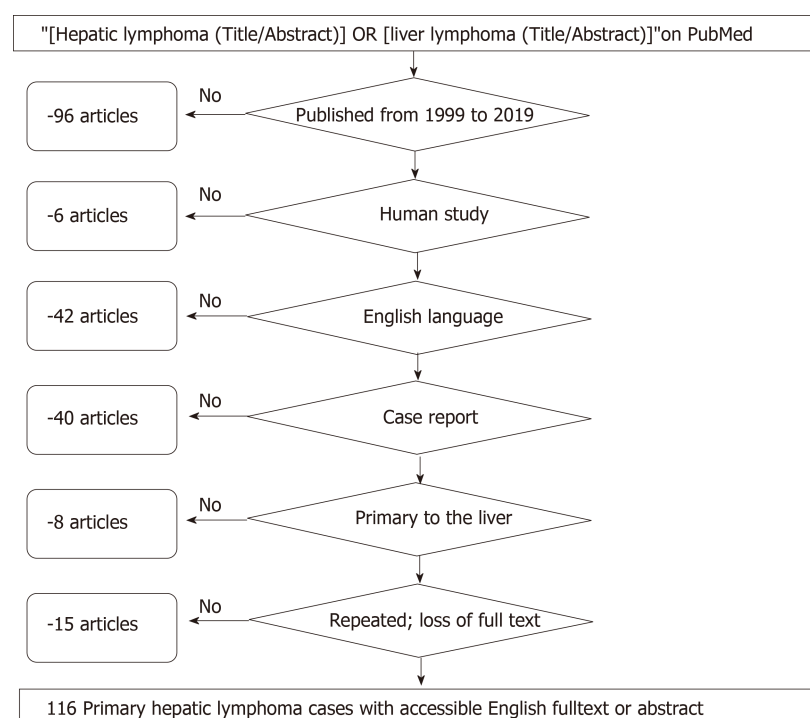 "[Hepatic lymphoma (Title/Abstract)] OR [liver lymphoma (Title/Abstract)]"on PubMed
No
-96 articles
Published from 1999 to 2019
No
-6 articles
Human study
No
-42 articles
English language
No
-40 articles
Case report
No
-8 articles
Primary to the liver
No
-15 articles
Repeated; loss of full text
116 Primary hepatic lymphoma cases with accessible English fulltext or abstract